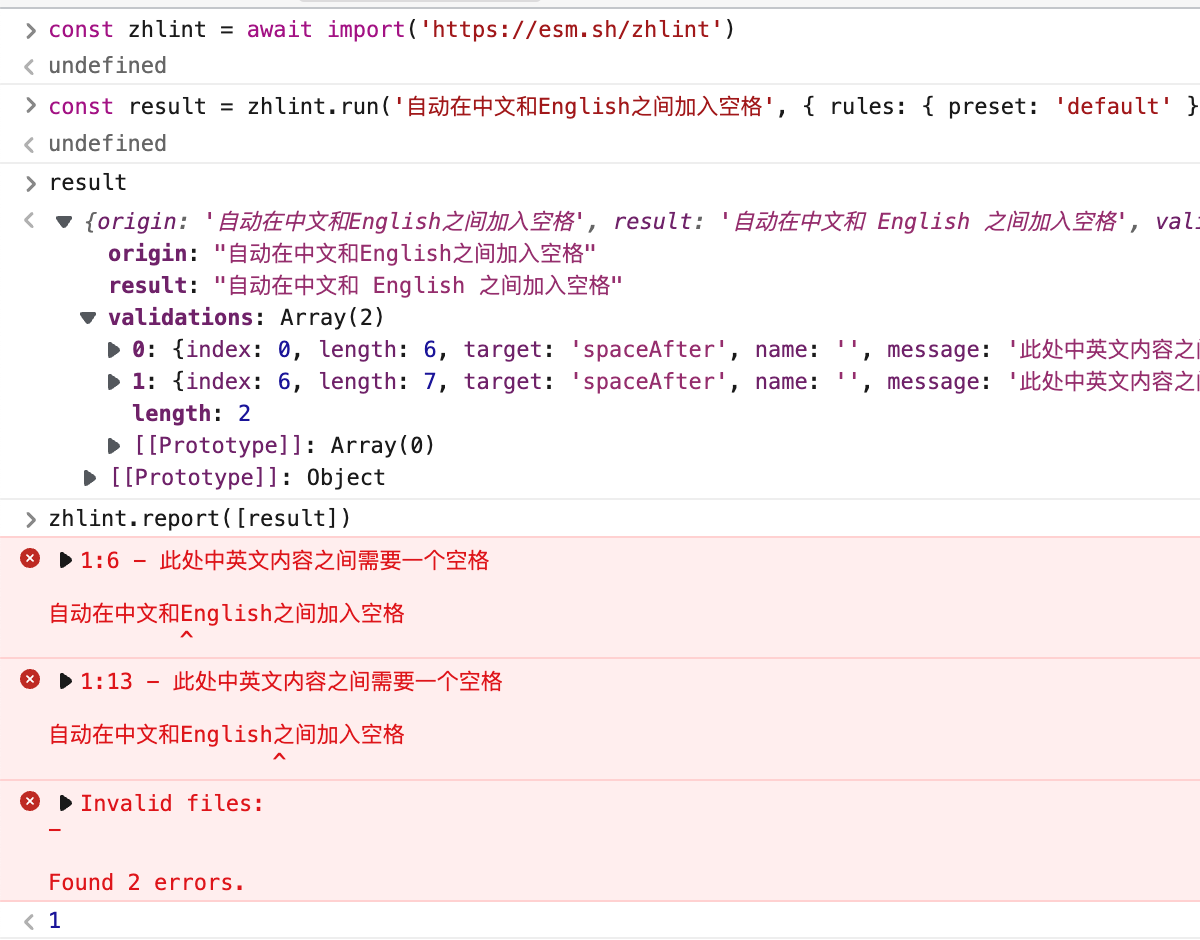 const zhlint = await import('https://esm.sh/zhlint')
undefined
const result = zhlint.run('自动在中文和English之间加入空格', { rules: { preset: 'default' }
undefined
result
{origin: '自动在中文和English之间加入空格', result: '自动在中文和 English 之间加入空格', vali
origin: "自动在中文和English之间加入空格"
result: "自动在中文和 English 之间加入空格"
validations: Array(2)
0: {index: 0, length: 6, target: 'spaceAfter', name: '', message: '此处中英文内容之
1: {index: 6, length: 7, target: 'spaceAfter', name: '', message: '此处中英文内容之
length: 2
[[Prototype]]: Array(0)
[[Prototype]]: Object
zhlint.report([result])
1:6 - 此处中英文内容之间需要一个空格
自动在中文和English之间加入空格
^
1:13 - 此处中英文内容之间需要一个空格
自动在中文和English之间加入空格
^
Invalid files:
-
Found 2 errors.
1